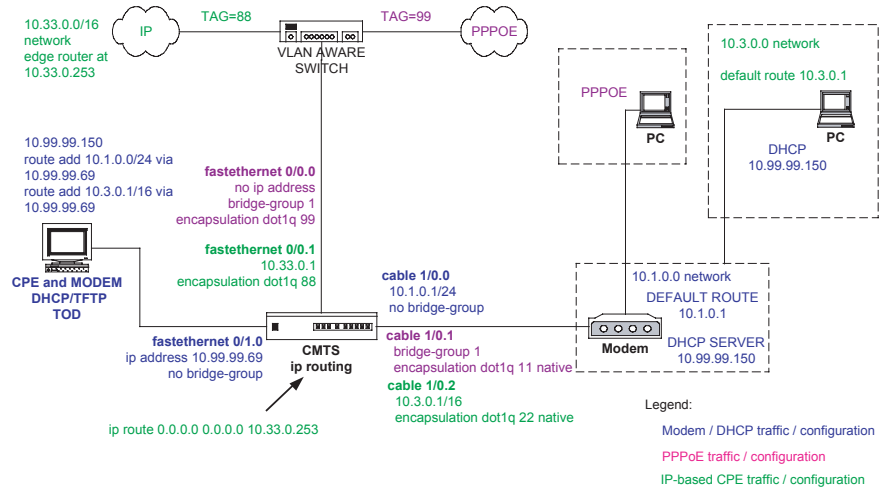 10.33.0.0/16
network
edge router at
10.33.0.253
IP
TAG=88
TAG=99
PPPOE
VLAN AWARE
SWITCH
10.3.0.0 network
default route 10.3.0.1
PPPOE
PC
PC
DHCP
10.99.99.150
10.99.99.150
route add 10.1.0.0/24 via
10.99.99.69
route add 10.3.0.1/16 via
10.99.99.69
fastethernet 0/0.0
no ip address
bridge-group 1
encapsulation dot1q 99
fastethernet 0/0.1
10.33.0.1
encapsulation dot1q 88
CPE and MODEM
DHCP/TFTP
TOD
cable 1/0.0
10.1.0.1/24
no bridge-group
10.1.0.0 network
DEFAULT ROUTE
10.1.0.1
DHCP SERVER
10.99.99.150
Modem
fastethernet 0/1.0
ip address 10.99.99.69
no bridge-group
CMTS
ip routing
cable 1/0.1
bridge-group 1
encapsulation dot1q 11 native
cable 1/0.2
10.3.0.1/16
encapsulation dot1q 22 native
ip route 0.0.0.0 0.0.0.0 10.33.0.253
Legend:
Modem / DHCP traffic / configuration
PPPoE traffic / configuration
IP-based CPE traffic / configuration